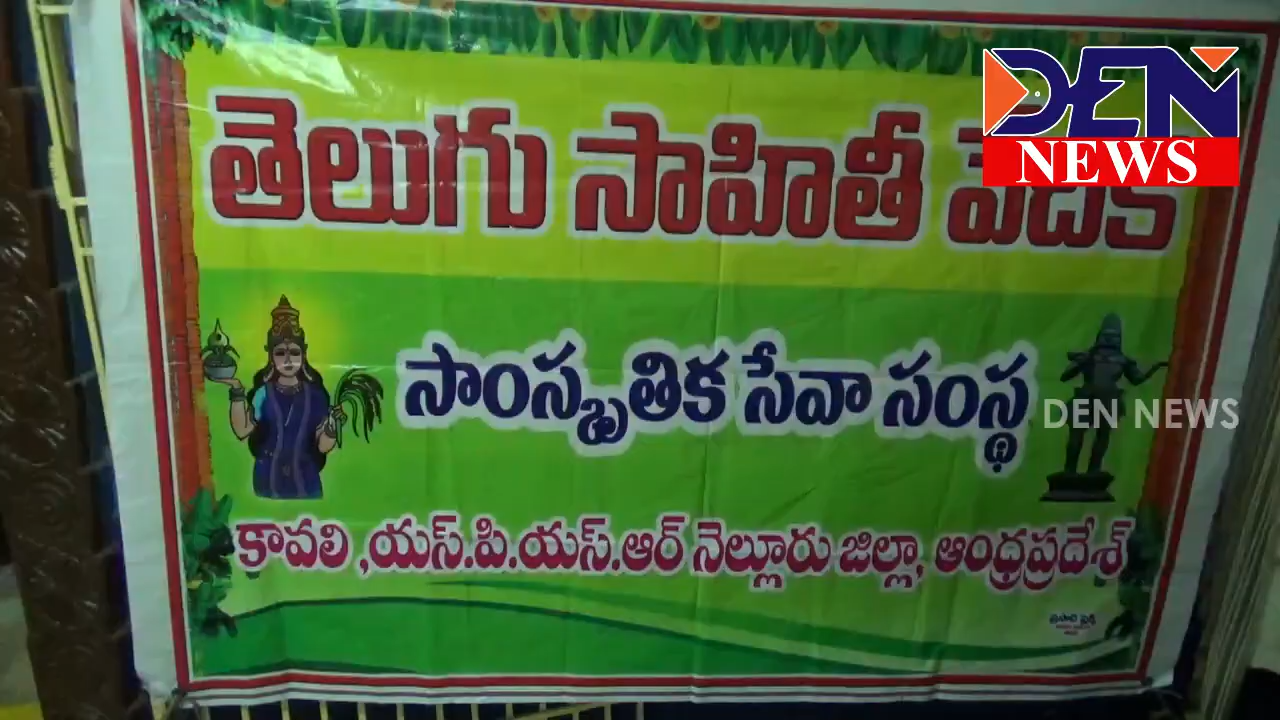 DEN
NEWS
తెలుగు సాహితీ వేదిక
సాంస్కృతిక సేవా సంస్థ
DEN NEWS
కావలి ,యస్.పి.యస్.ఆర్ నెల్లూరు జిల్లా, ఆంధ్రప్రదేశ్